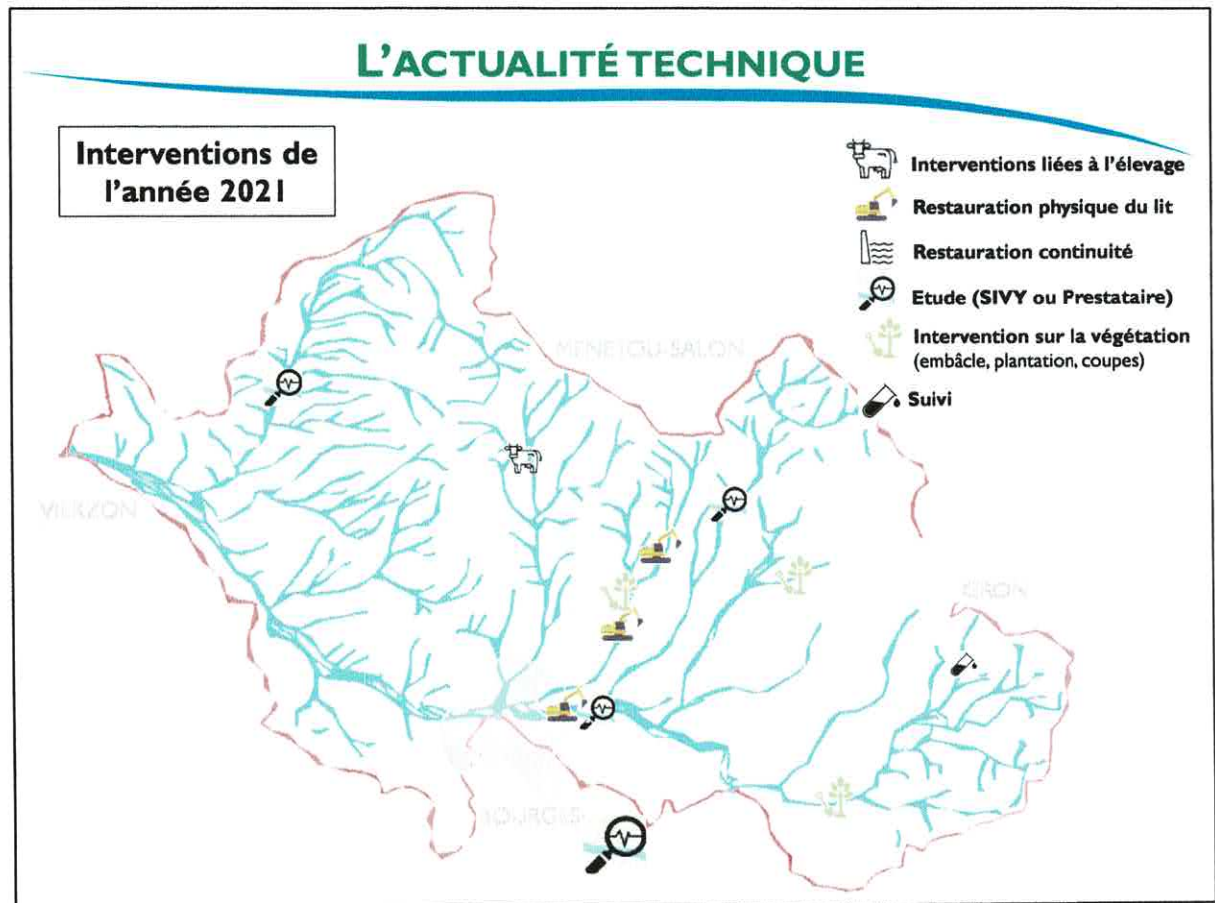 L'ACTUALITÉ TECHNIQUE
Interventions de
l'année 2021
Interventions liées à l'élevage
Restauration physique du lit
Restauration continuité
Etude (SIVY ou Prestataire)
Intervention sur la végétation
(embâcle, plantation, coupes)
Suivi
MENETOU-SALON
VIERZON
GRON
BOURGES